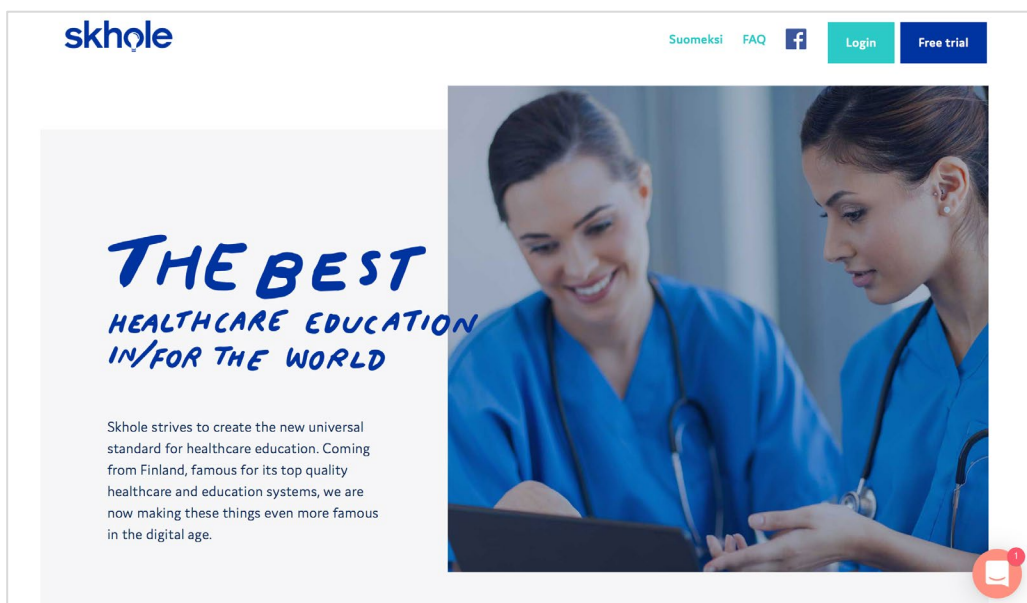 skhole
Suomeksi FAQ f Login Free trial
THE BEST
HEALTHCARE EDUCATION
IN/FOR THE WORLD
Skhole strives to create the new universal
standard for healthcare education. Coming
from Finland, famous for its top quality
healthcare and education systems, we are
now making these things even more famous
in the digital age.
1